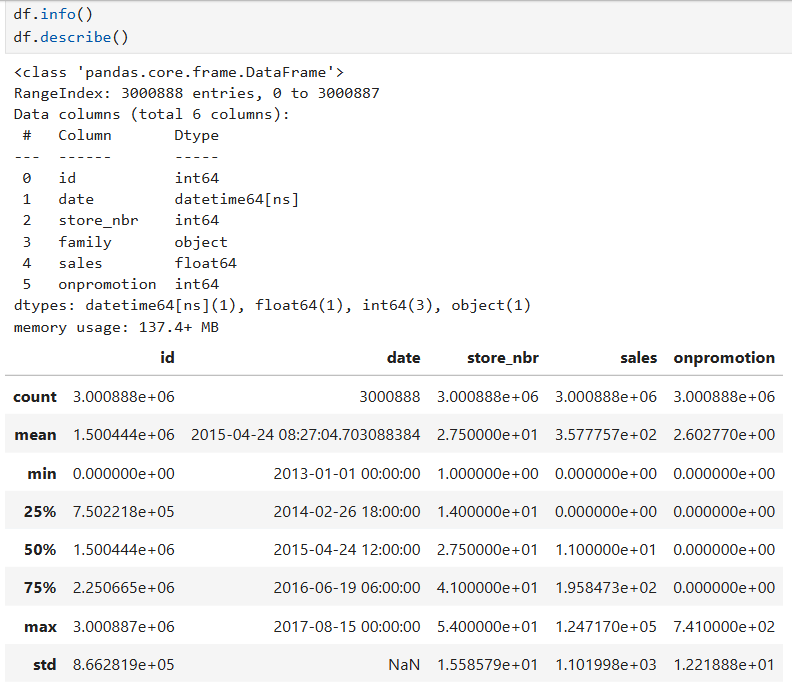 df.info()
df.describe()
<class 'pandas.core.frame.DataFrame'>
RangeIndex: 3000888 entries, 0 to 3000887
Data columns (total 6 columns):
 #   Column       Dtype
---  ------       -----
 0   id           int64
 1   date         datetime64[ns]
 2   store_nbr    int64
 3   family       object
 4   sales        float64
 5   onpromotion  int64
dtypes: datetime64[ns](1), float64(1), int64(3), object(1)
memory usage: 137.4+ MB
id date store_nbr sales onpromotion
count 3.000888e+06 3000888 3.000888e+06 3.000888e+06 3.000888e+06
mean 1.500444e+06 2015-04-24 08:27:04.703088384 2.750000e+01 3.577757e+02 2.602770e+00
min 0.000000e+00 2013-01-01 00:00:00 1.000000e+00 0.000000e+00 0.000000e+00
25% 7.502218e+05 2014-02-26 18:00:00 1.400000e+01 0.000000e+00 0.000000e+00
50% 1.500444e+06 2015-04-24 12:00:00 2.750000e+01 1.100000e+01 0.000000e+00
75% 2.250665e+06 2016-06-19 06:00:00 4.100000e+01 1.958473e+02 0.000000e+00
max 3.000887e+06 2017-08-15 00:00:00 5.400000e+01 1.247170e+05 7.410000e+02
std 8.662819e+05 NaN 1.558579e+01 1.101998e+03 1.221888e+01